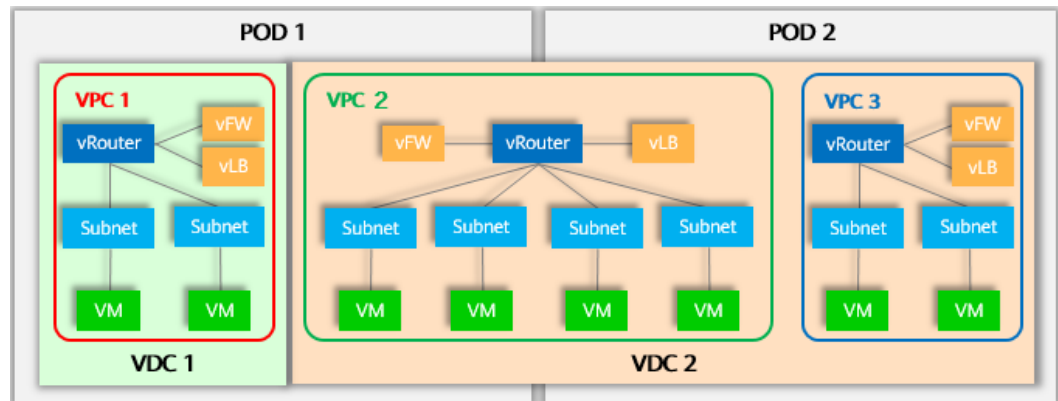 POD 1 POD 2
VPC 1 VPC 2 VPC 3
vFW vFW
vRouter vFW vRouter vLB vRouter
vLB vLB
Subnet Subnet Subnet Subnet Subnet Subnet Subnet Subnet
VM VM VM VM VM VM VM VM
VDC 1 VDC 2